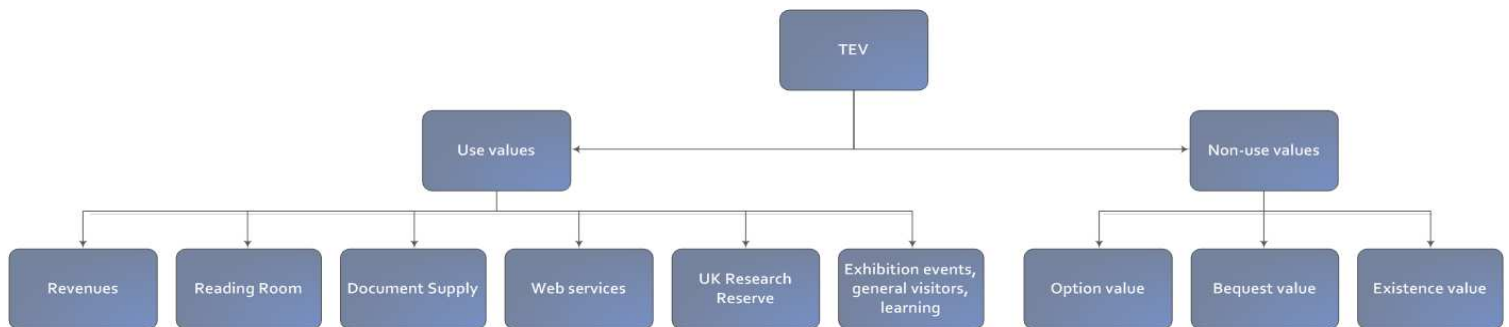 TEV
Use values
Non-use values
Revenues
Reading Room
Document Supply
Web services
UK Research
Reserve
Exhibition events,
general visitors,
learning
Option value
Bequest value
Existence value